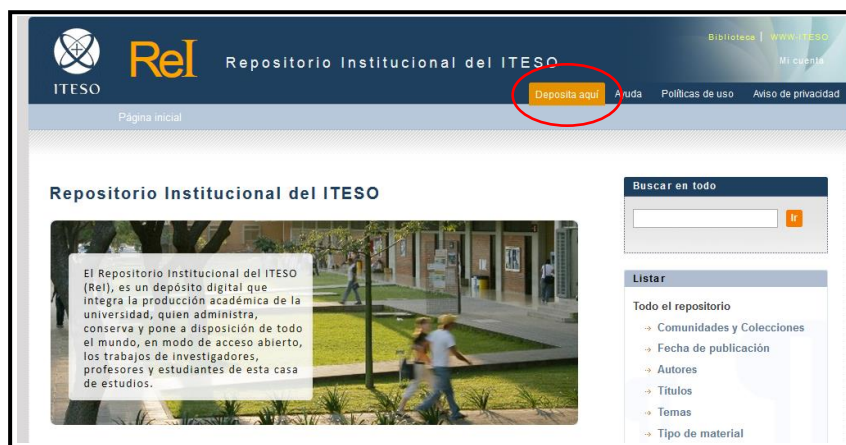 Biblioteca | WWW-ITESO
ITESO
ReI
Repositorio Institucional del ITESO
Mi cuenta
Deposita aquí
Ayuda
Políticas de uso
Aviso de privacidad
Página inicial
Repositorio Institucional del ITESO
El Repositorio Institucional del ITESO
(ReI), es un depósito digital que
integra la producción académica de la
universidad, quien administra,
conserva y pone a disposición de todo
el mundo, en modo de acceso abierto,
los trabajos de investigadores,
profesores y estudiantes de esta casa
de estudios.
Buscar en todo
Ir
Listar
Todo el repositorio
Comunidades y Colecciones
Fecha de publicación
Autores
Títulos
Temas
Tipo de material